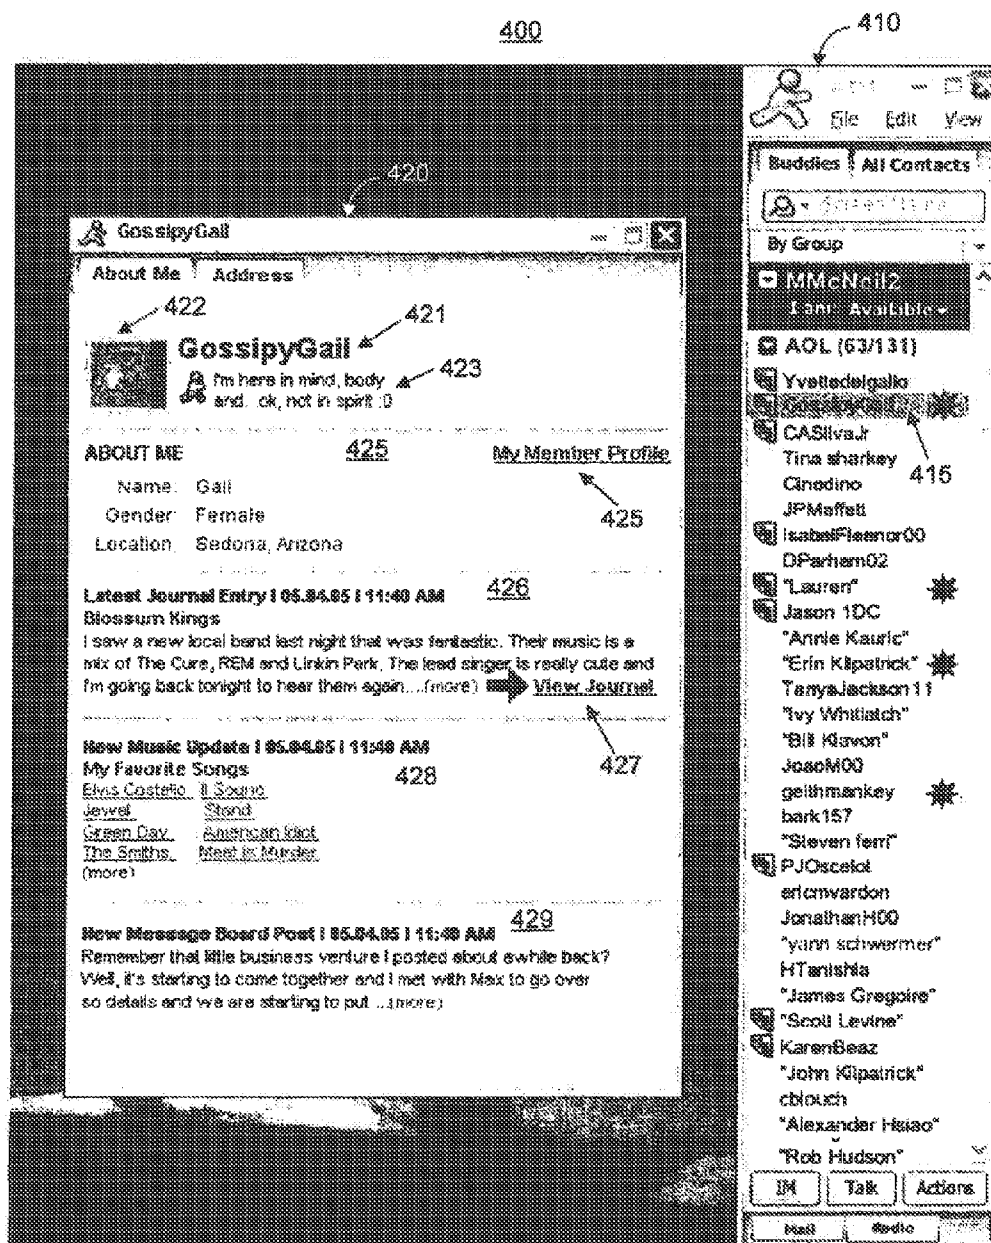 400
410
File Edit View
Buddies All Contacts
By Group
MMcNeil2
I am Available
AOL (63/131)
Yvettedelgallo
GossipyGail
CASilvaJr
Tina sharkey
415
Cinedino
JPMaffett
IsabelFleenor00
DParham02
"Lauren"
Jason 1DC
"Annie Kauric"
"Erin Kilpatrick"
TanyaJackson11
"Ivy Whitlatch"
"Bill Klavon"
JoaoM00
geithmankey
bark157
"Steven ferri"
PJOscelot
ericmvardon
JonathanH00
"yann schwermer"
HTanishla
"James Gregoire"
"Scott Levine"
KarenBeaz
"John Kilpatrick"
cblouch
"Alexander Hsiao"
"Rob Hudson"
IM Talk Actions
Mail Radio
420
GossipyGail
About Me Address
422
421
GossipyGail
423
I'm here in mind, body
and.. ok, not in spirit :0
ABOUT ME 425 My Member Profile
425
Name: Gail
Gender: Female
Location: Sedona, Arizona
Latest Journal Entry | 05.04.05 | 11:40 AM 426
Blossum Kings
I saw a new local band last night that was fantastic. Their music is a
mix of The Cure, REM and Linkin Park. The lead singer is really cute and
I'm going back tonight to hear them again....(more) View Journal
427
New Music Update | 05.04.05 | 11:40 AM
My Favorite Songs 428
Elvis Costello
Jewel Stand
Green Day American Idiot
The Smiths Meat is Murder
(more)
429
New Message Board Post | 05.04.05 | 11:40 AM
Remember that little business venture I posted about awhile back?
Well, it's starting to come together and I met with Max to go over
so details and we are starting to put ...(more)